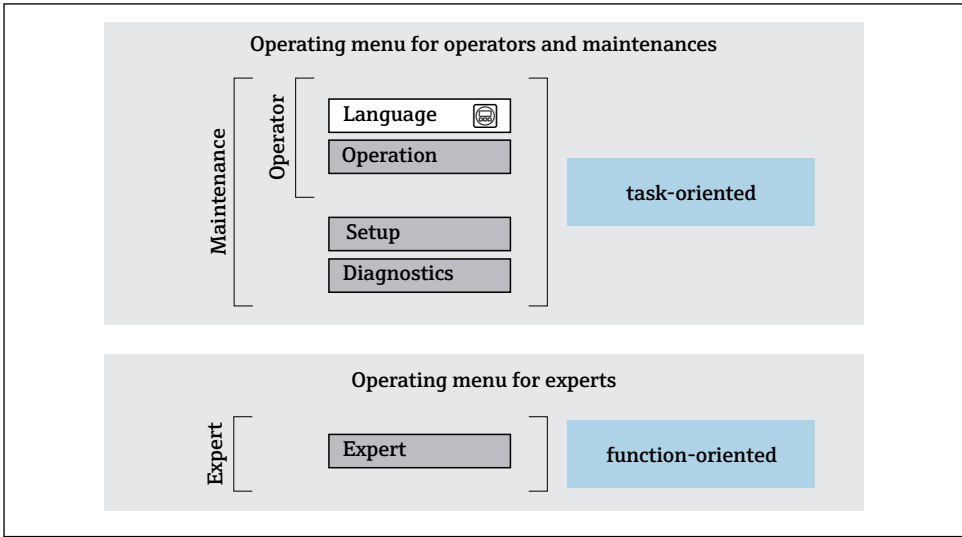 Operating menu for operators and maintenances
Maintenance
Operator
Language
Operation
Setup
Diagnostics
task-oriented
Operating menu for experts
Expert
Expert
function-oriented